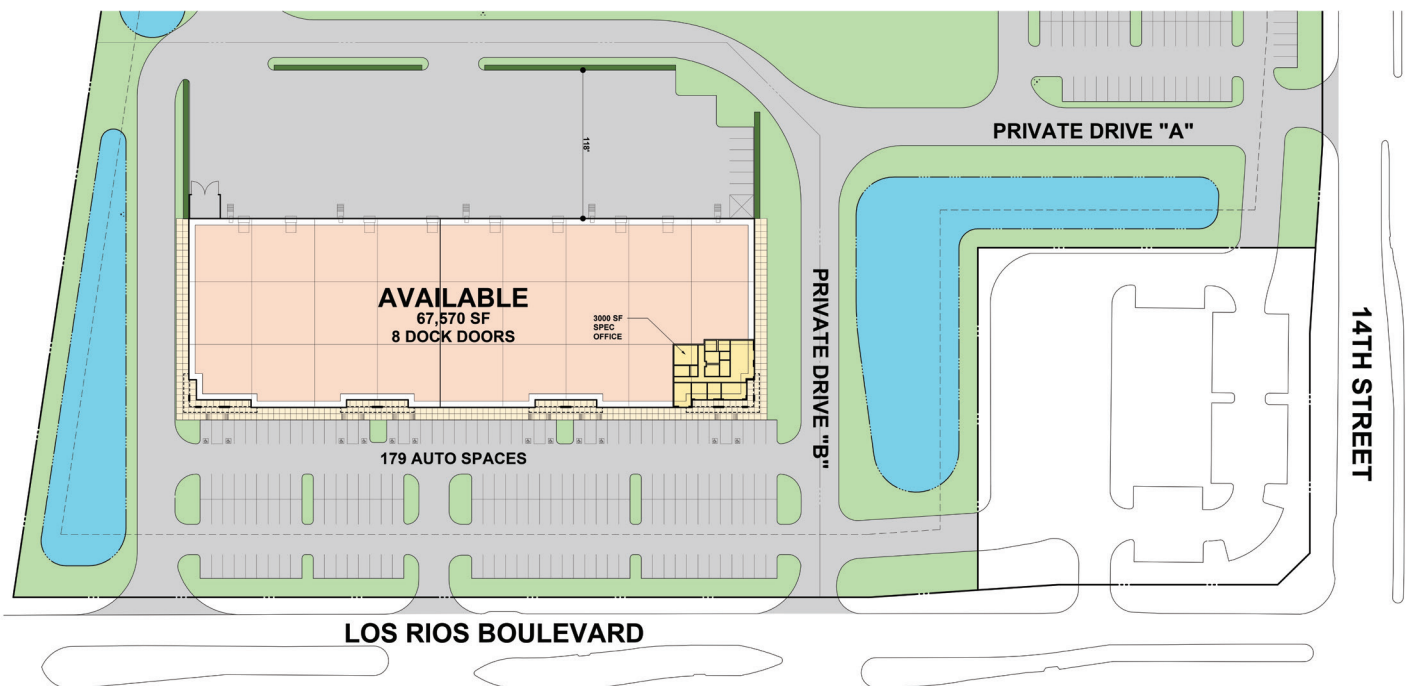 PRIVATE DRIVE "A"
118'
AVAILABLE
67,570 SF
8 DOCK DOORS
3000 SF
SPEC
OFFICE
PRIVATE DRIVE "B"
14TH STREET
179 AUTO SPACES
LOS RIOS BOULEVARD